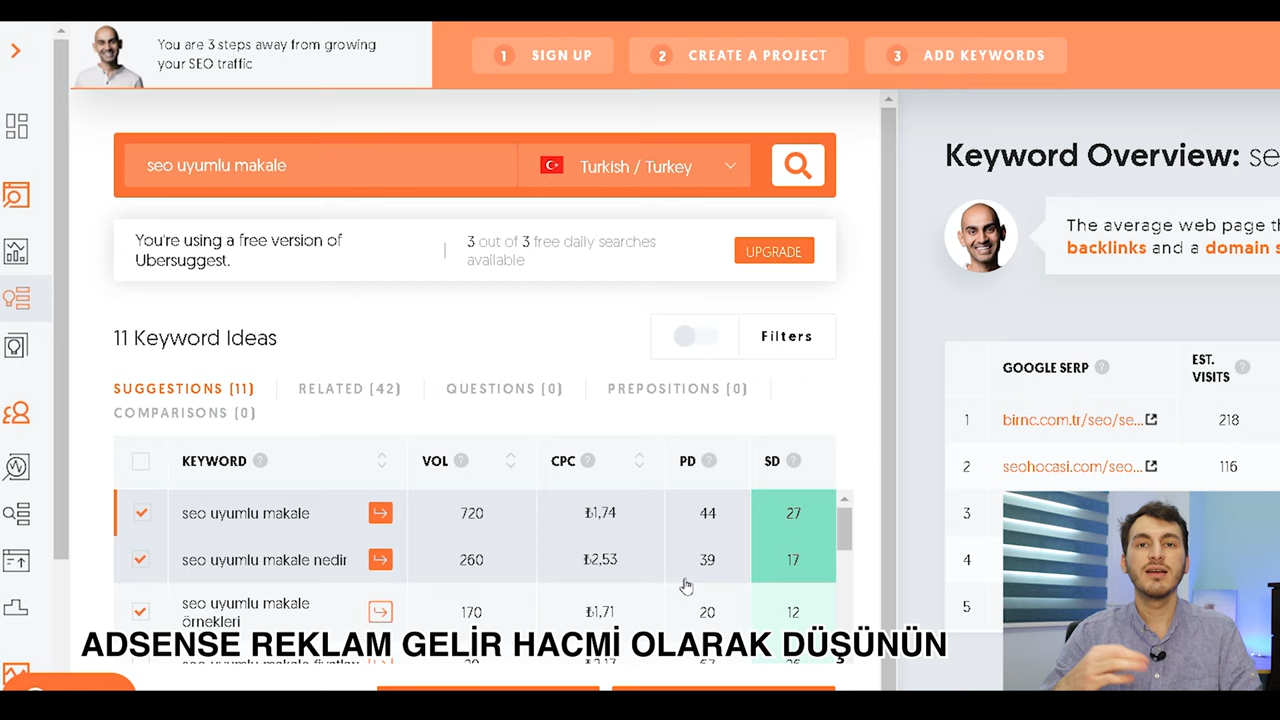 You are 3 steps away from growing
your SEO traffic
1 SIGN UP
2 CREATE A PROJECT
3 ADD KEYWORDS
seo uyumlu makale
Turkish / Turkey
You're using a free version of
Ubersuggest.
3 out of 3 free daily searches
available
UPGRADE
11 Keyword Ideas
Filters
SUGGESTIONS (11) RELATED (42) QUESTIONS (0) PREPOSITIONS (0)
COMPARISONS (0)
KEYWORD VOL CPC PD SD
seo uyumlu makale 720 ₺1,74 44 27
seo uyumlu makale nedir 260 ₺2,53 39 17
seo uyumlu makale
örnekleri 170 ₺1,71 20 12
Keyword Overview: se
The average web page th
backlinks and a domain s
GOOGLE SERP EST.
VISITS
1 birnc.com.tr/seo/se... 218
2 seohocasi.com/seo... 116
3
4
5
ADSENSE REKLAM GELİR HACMİ OLARAK DÜŞÜNÜN